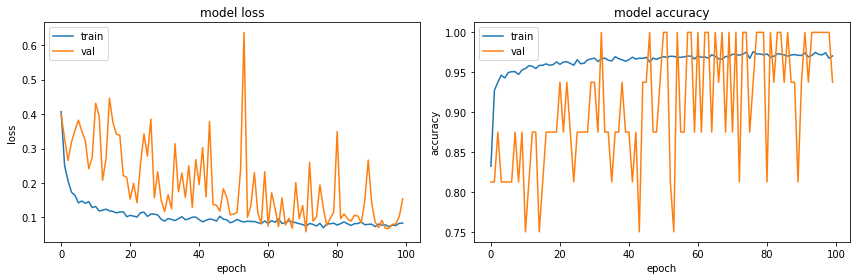 model loss
train
val
0.6
0.5
0.4
0.3
0.2
0.1
loss
0 20 40 60 80 100
epoch
model accuracy
train
val
1.00
0.95
0.90
0.85
0.80
0.75
accuracy
0 20 40 60 80 100
epoch